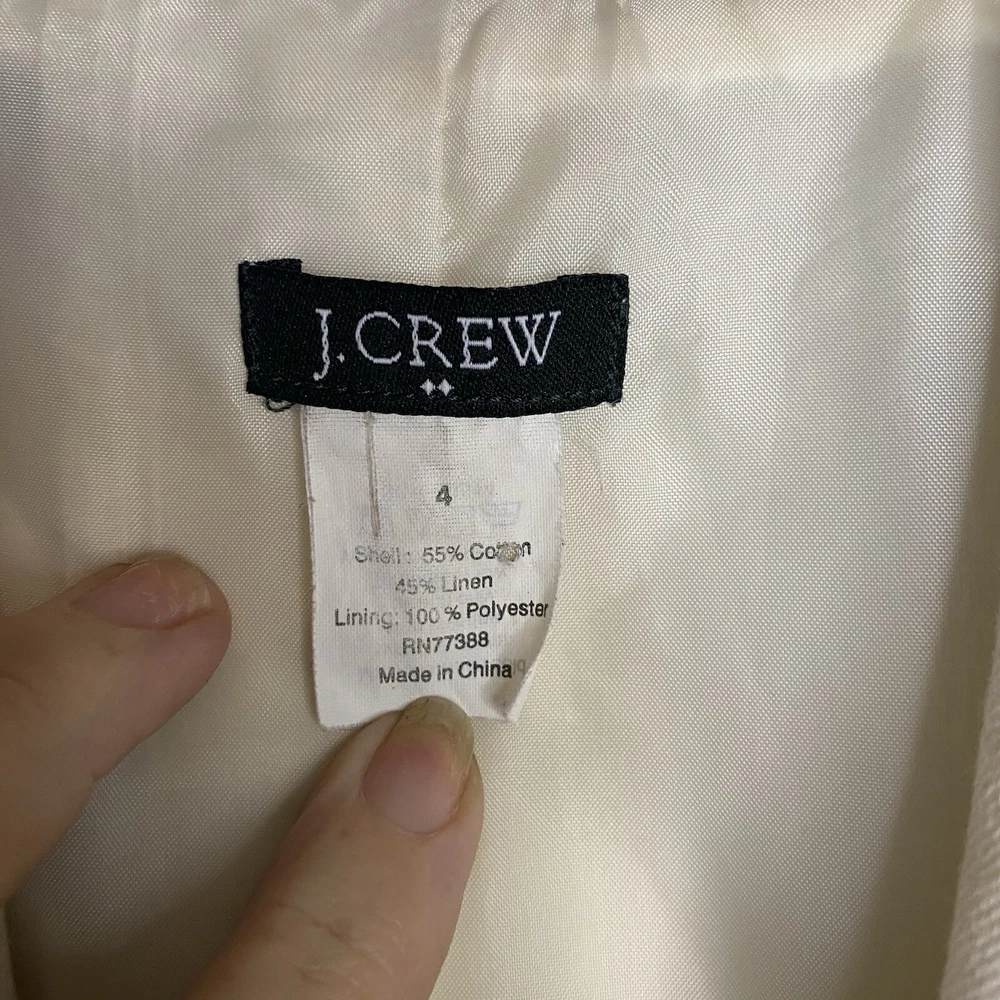 J.CREW
4
Shell: 55% Cotton
45% Linen
Lining: 100% Polyester
RN77388
Made in China